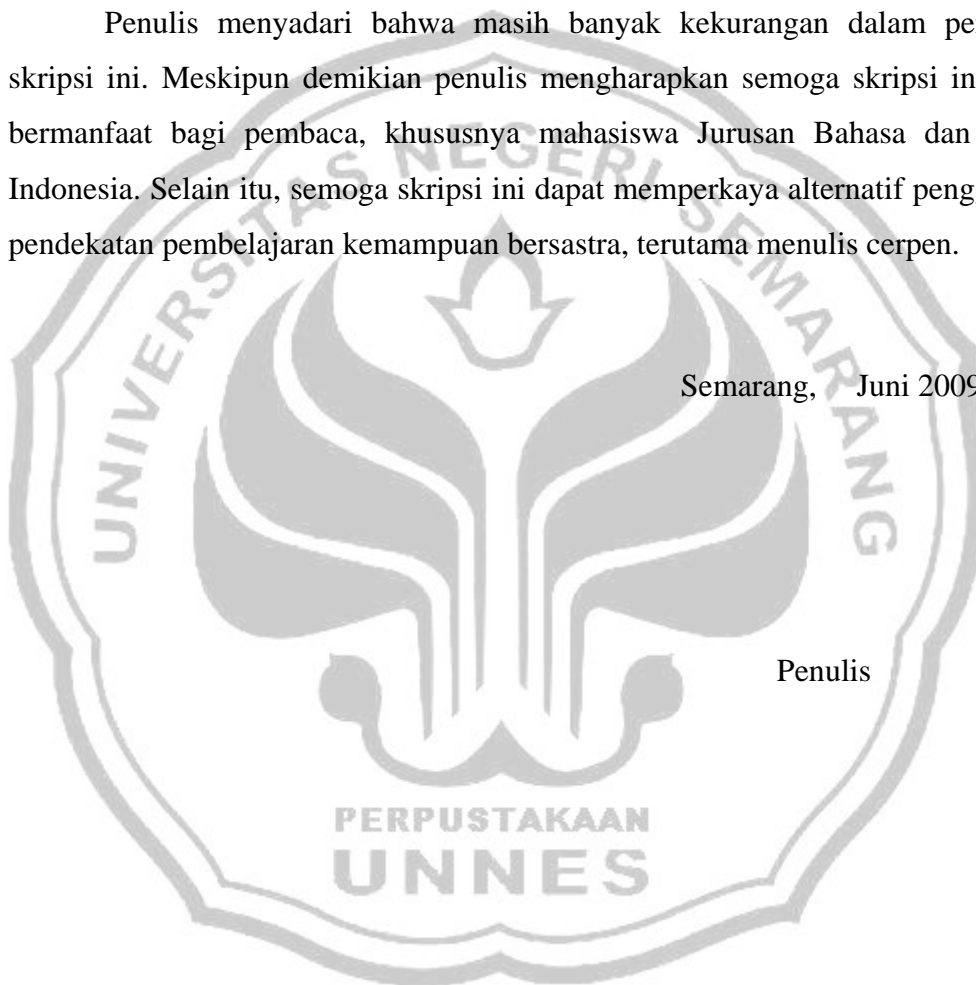 Penulis menyadari bahwa masih banyak kekurangan dalam pe
skripsi ini. Meskipun demikian penulis mengharapkan semoga skripsi in
bermanfaat bagi pembaca, khususnya mahasiswa Jurusan Bahasa dan
Indonesia. Selain itu, semoga skripsi ini dapat memperkaya alternatif peng
pendekatan pembelajaran kemampuan bersastra, terutama menulis cerpen.
UNIVERSITAS NEGERI SEMARANG
Semarang, Juni 2009
Penulis
PERPUSTAKAAN
UNNES